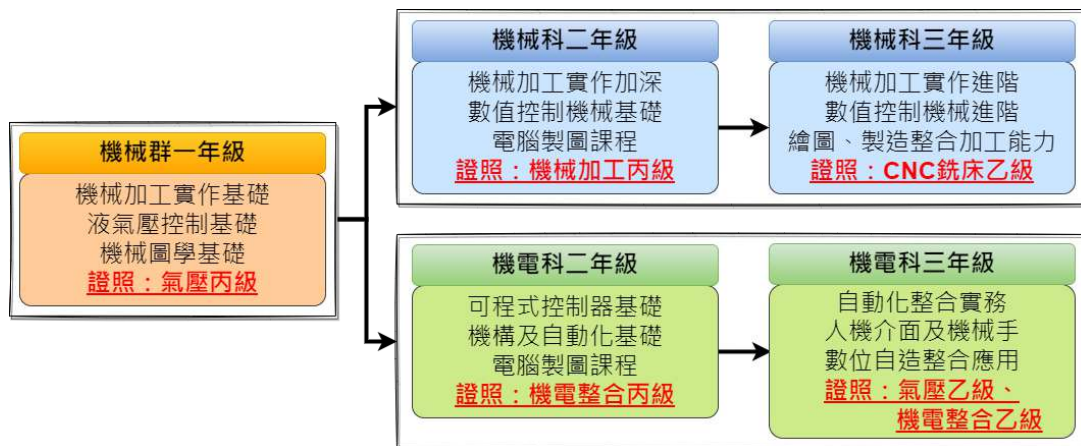 機械群一年級
機械加工實作基礎
液氣壓控制基礎
機械圖學基礎
證照：氣壓丙級
機械科二年級
機械加工實作加深
數值控制機械基礎
電腦製圖課程
證照：機械加工丙級
機械科三年級
機械加工實作進階
數值控制機械進階
繪圖、製造整合加工能力
證照：CNC銑床乙級
機電科二年級
可程式控制器基礎
機構及自動化基礎
電腦製圖課程
證照：機電整合丙級
機電科三年級
自動化整合實務
人機介面及機械手
數位自造整合應用
證照：氣壓乙級、
機電整合乙級